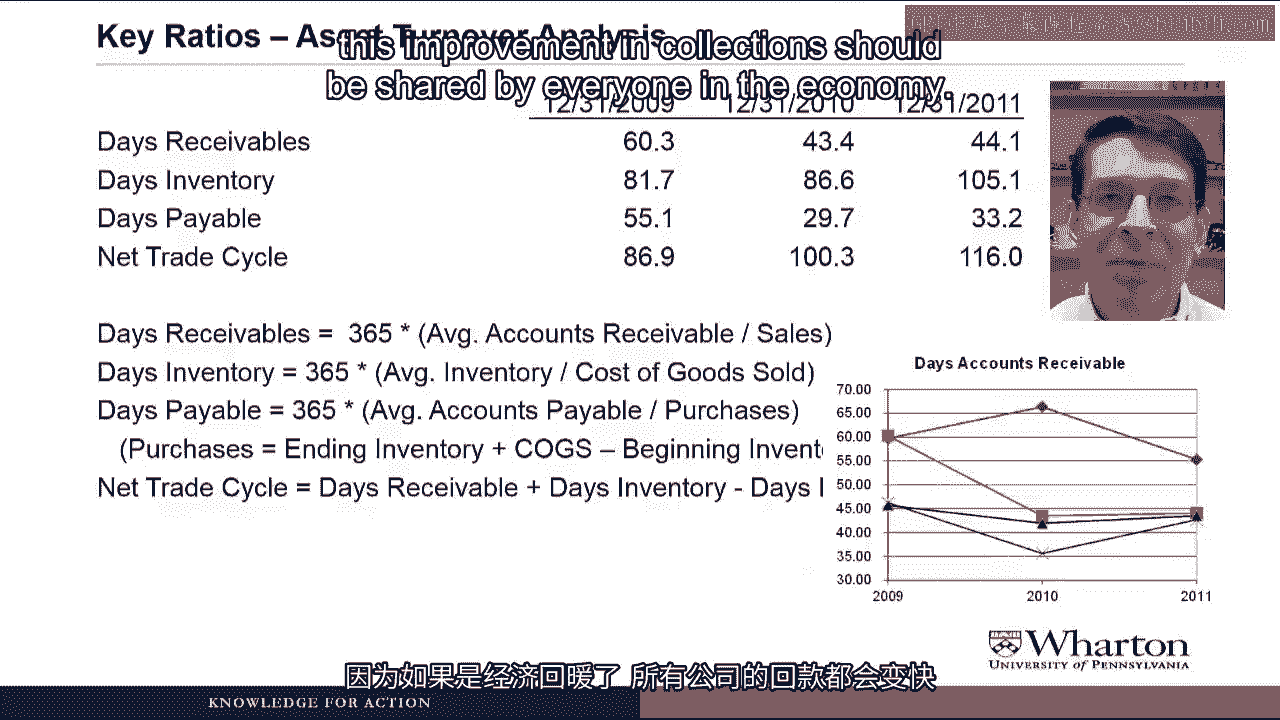 Key Ratios – Asset Turnover Analysis
this improvement in collections should
be shared by everyone in the economy.
12/31/2009 12/31/2010 12/31/2011
Days Receivables 60.3 43.4 44.1
Days Inventory 81.7 86.6 105.1
Days Payable 55.1 29.7 33.2
Net Trade Cycle 86.9 100.3 116.0
Days Receivables = 365 * (Avg. Accounts Receivable / Sales)
Days Inventory = 365 * (Avg. Inventory / Cost of Goods Sold)
Days Payable = 365 * (Avg. Accounts Payable / Purchases)
(Purchases = Ending Inventory + COGS – Beginning Invent
Net Trade Cycle = Days Receivable + Days Inventory - Days
Days Accounts Receivable
70.00
65.00
60.00
55.00
50.00
45.00
40.00
35.00
30.00
2009 2010 2011
Wharton
UNIVERSITY of PENNSYLVANIA
因为如果是经济回暖了 所有公司的回款都会变快
KNOWLEDGE FOR ACTION